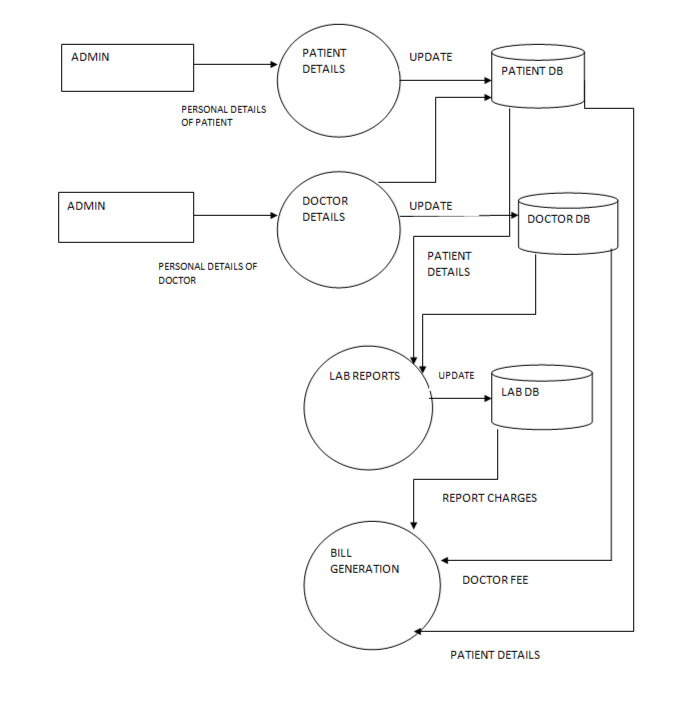 ADMIN
PATIENT
DETAILS
UPDATE
PATIENT DB
PERSONAL DETAILS
OF PATIENT
ADMIN
DOCTOR
DETAILS
UPDATE
DOCTOR DB
PERSONAL DETAILS OF
DOCTOR
PATIENT
DETAILS
LAB REPORTS
UPDATE
LAB DB
REPORT CHARGES
BILL
GENERATION
DOCTOR FEE
PATIENT DETAILS